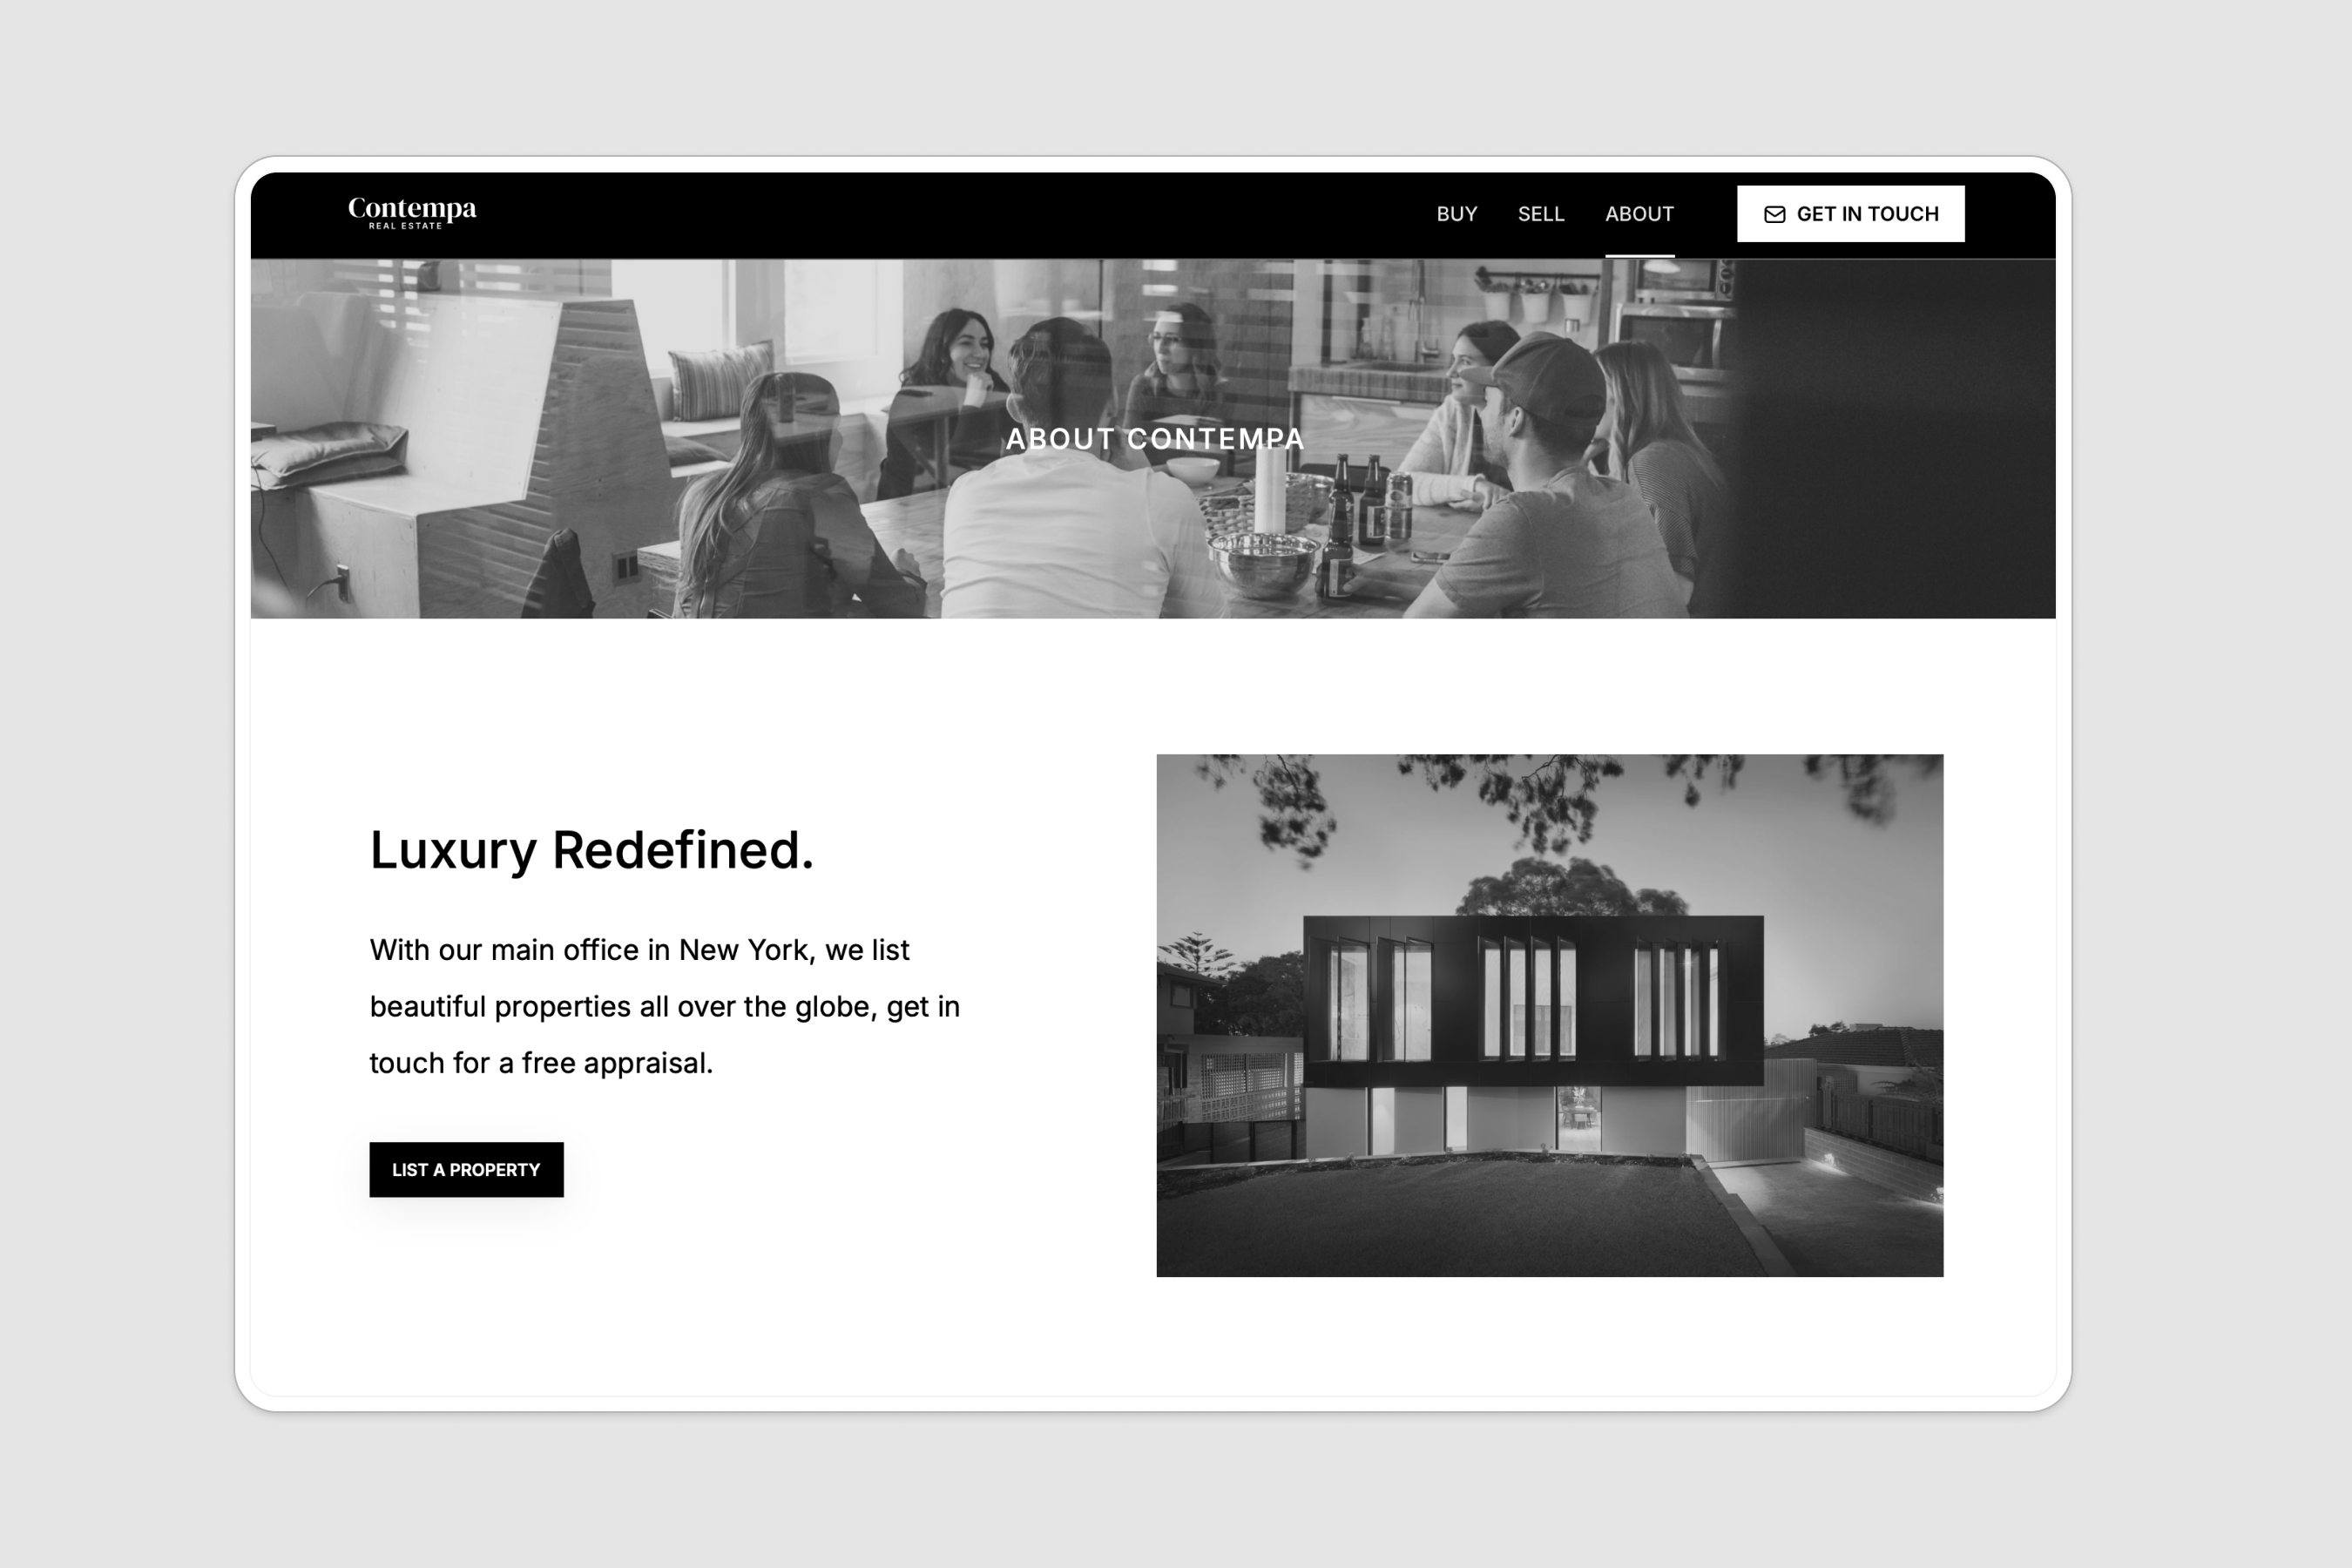 Contempa
REAL ESTATE
BUY SELL ABOUT GET IN TOUCH
ABOUT CONTEMPA
Luxury Redefined.
With our main office in New York, we list
beautiful properties all over the globe, get in
touch for a free appraisal.
LIST A PROPERTY